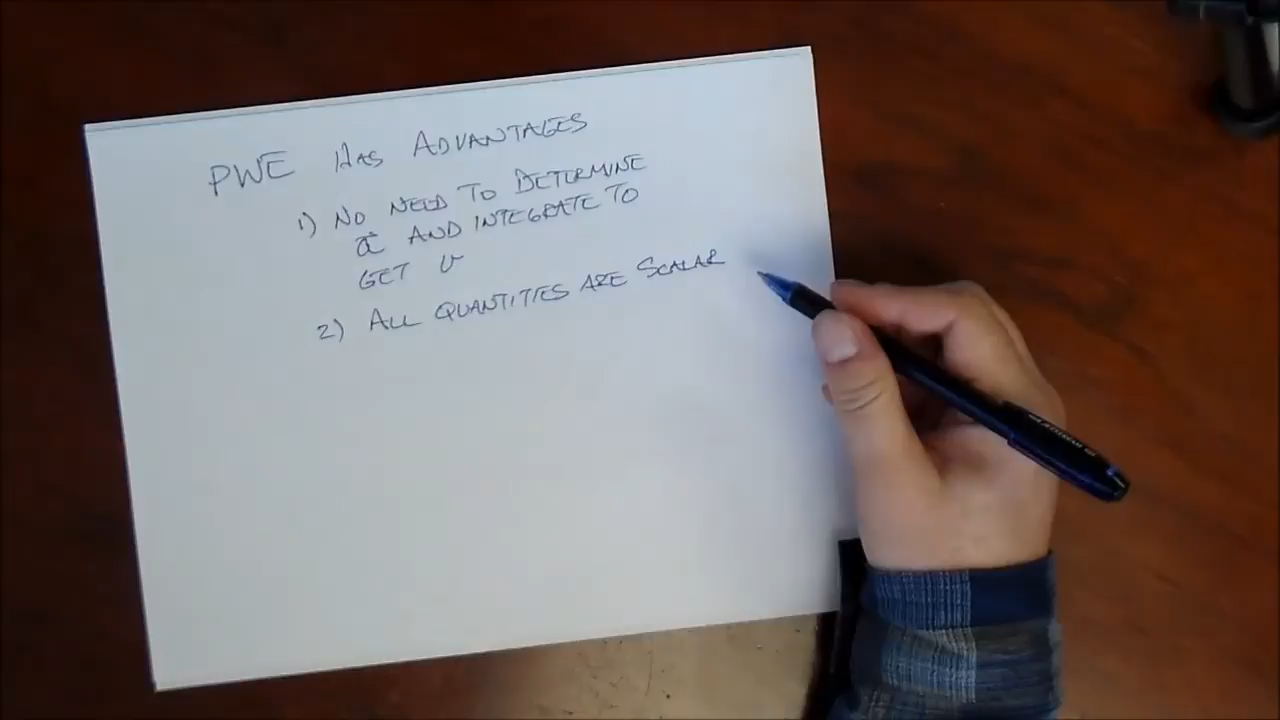 PWE HAS ADVANTAGES
1) NO NEED TO DETERMINE
a⃗ AND INTEGRATE TO
GET v
2) ALL QUANTITIES ARE SCALAR